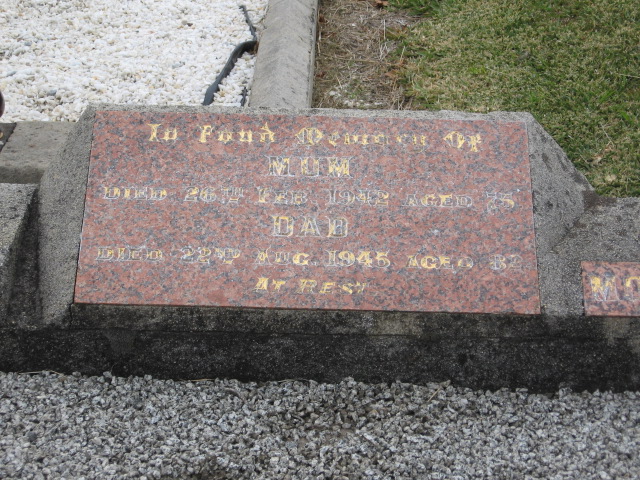 In Fond Memory Of
MUM
DIED 26TH FEB. 1942 AGED 75
DAD
DIED 22ND AUG. 1945 AGED 82
AT REST